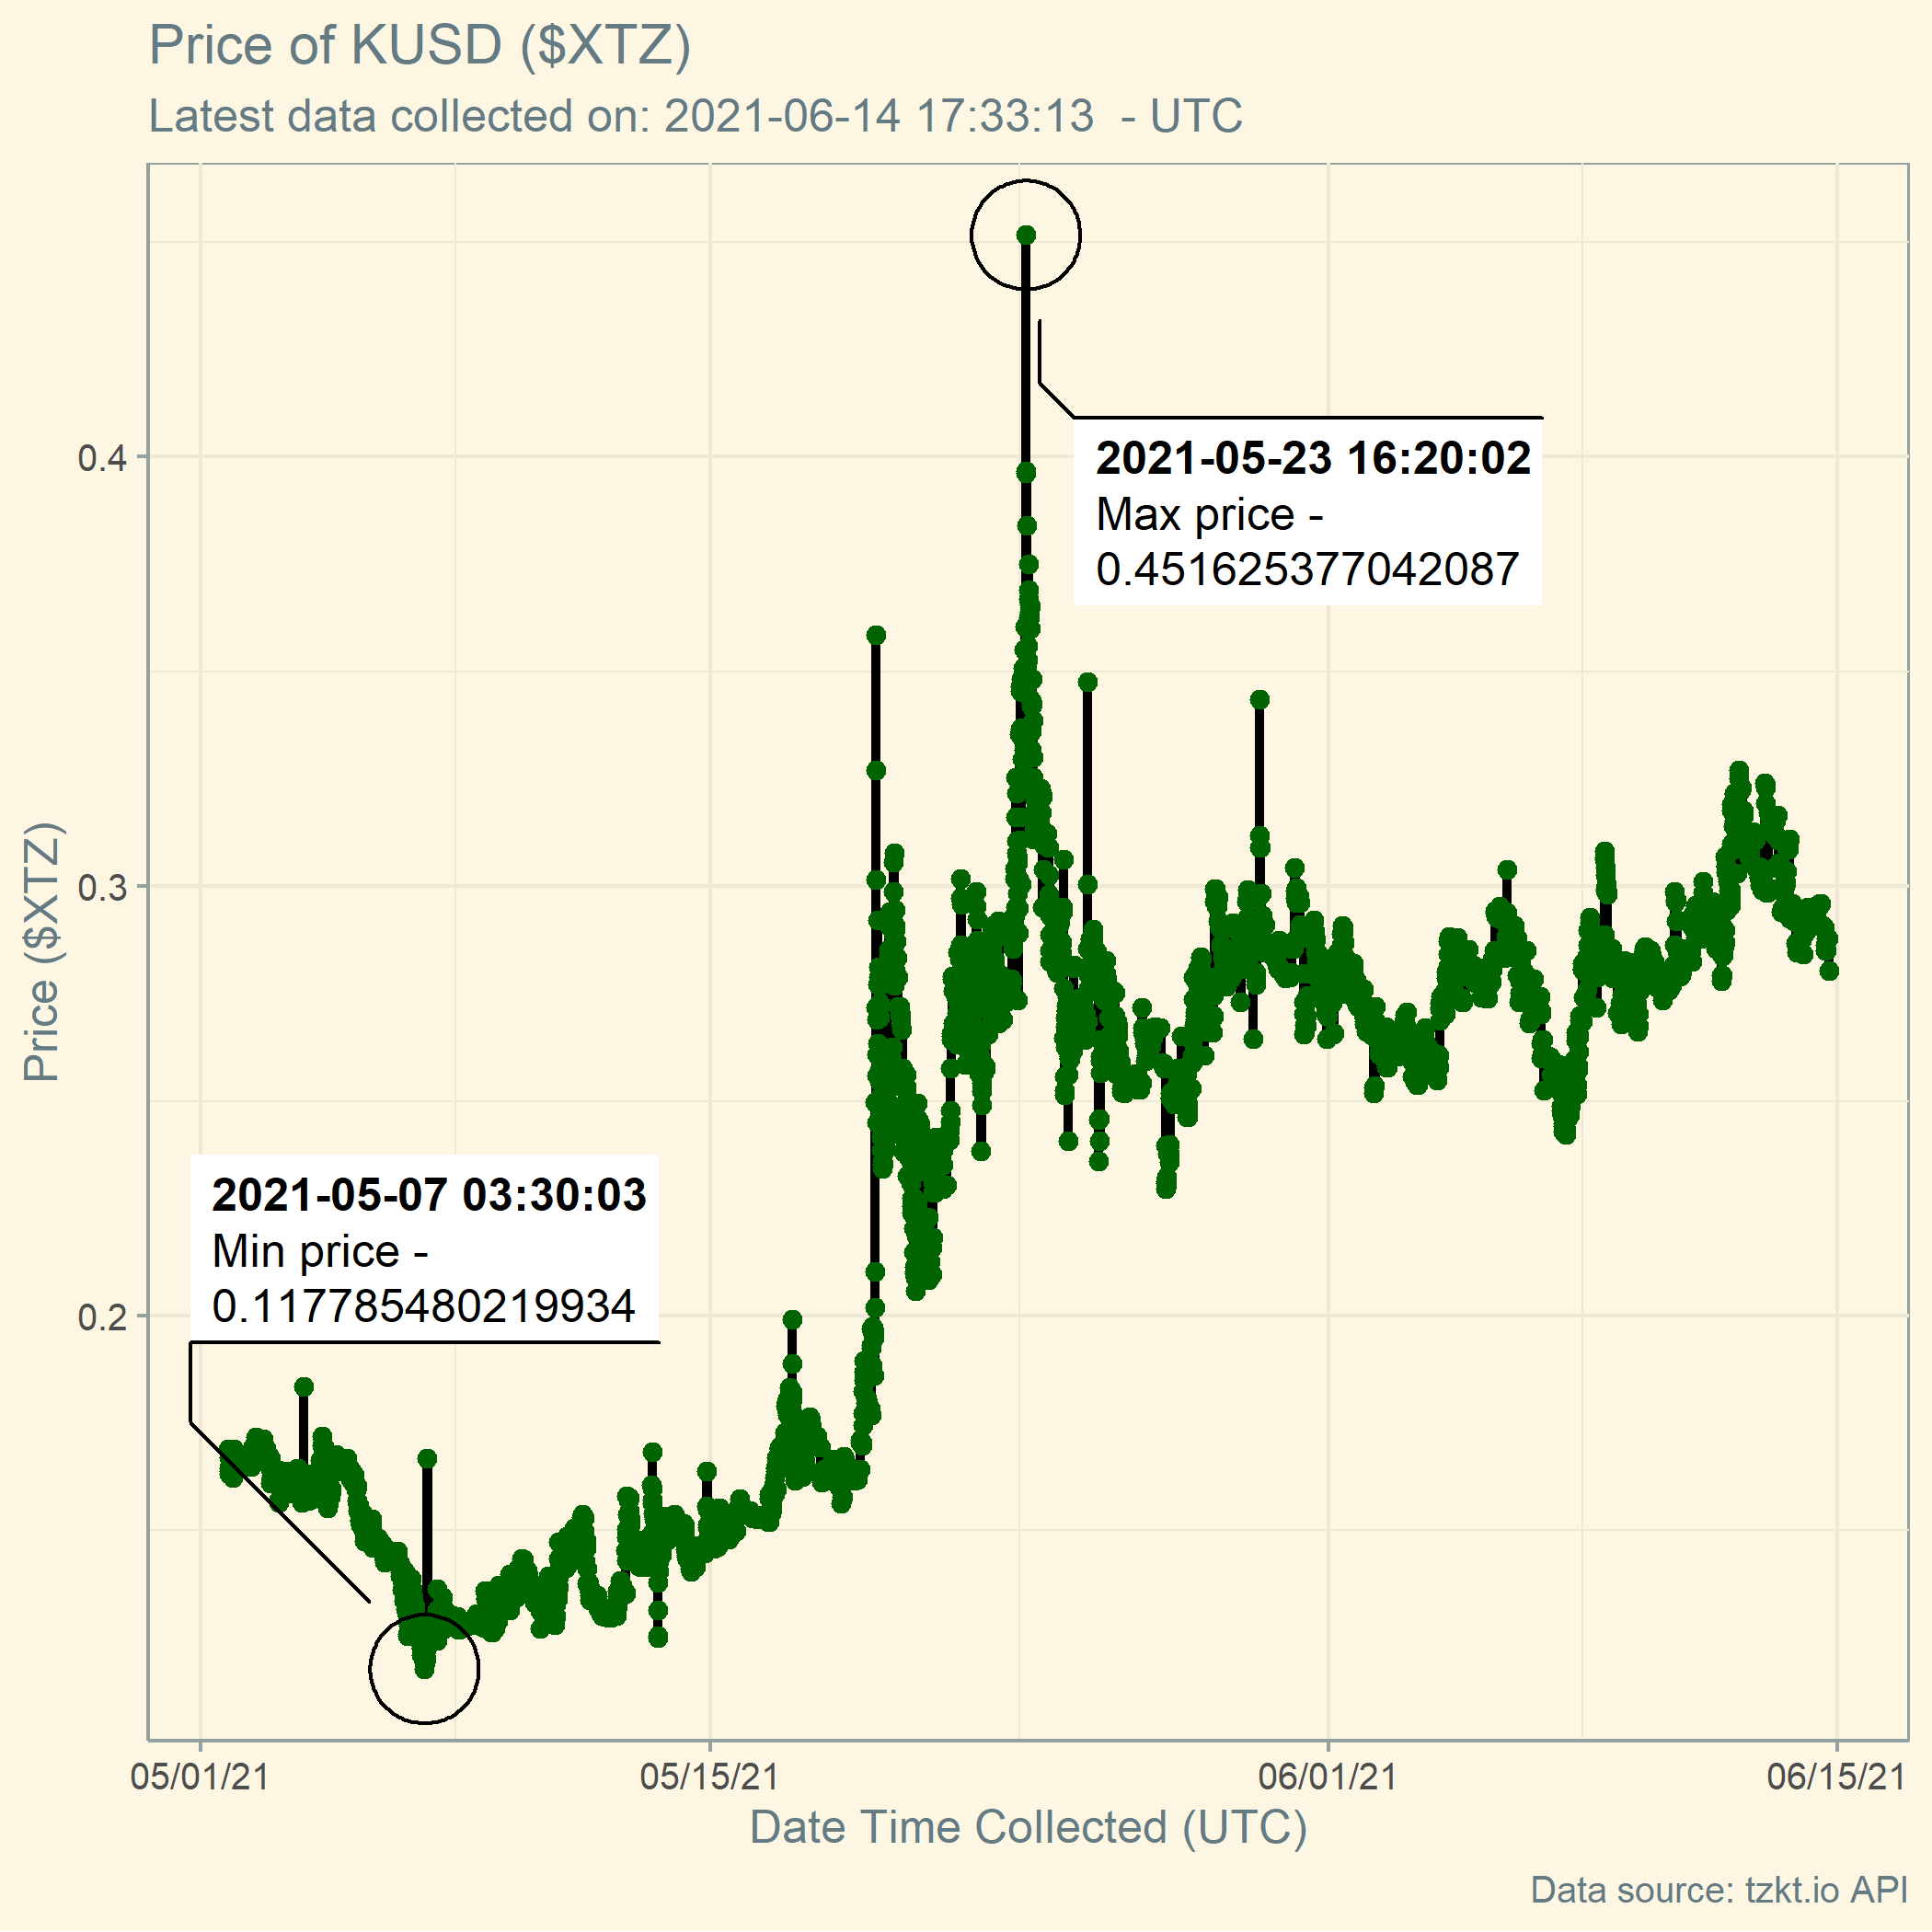 Price of KUSD ($XTZ)
Latest data collected on: 2021-06-14 17:33:13  - UTC
2021-05-23 16:20:02
Max price -
0.451625377042087
2021-05-07 03:30:03
Min price -
0.117785480219934
Price ($XTZ)
0.4
0.3
0.2
05/01/21
05/15/21
06/01/21
06/15/21
Date Time Collected (UTC)
Data source: tzkt.io API